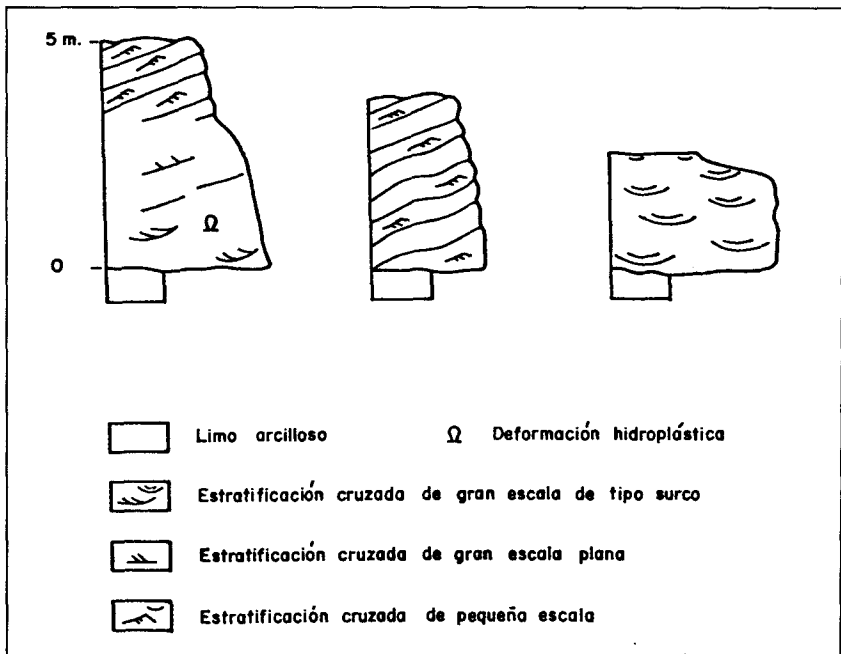 5 m.
0
Ω
Limo arcilloso
Ω Deformación hidroplástica
Estratificación cruzada de gran escala de tipo surco
Estratificación cruzada de gran escala plana
Estratificación cruzada de pequeña escala